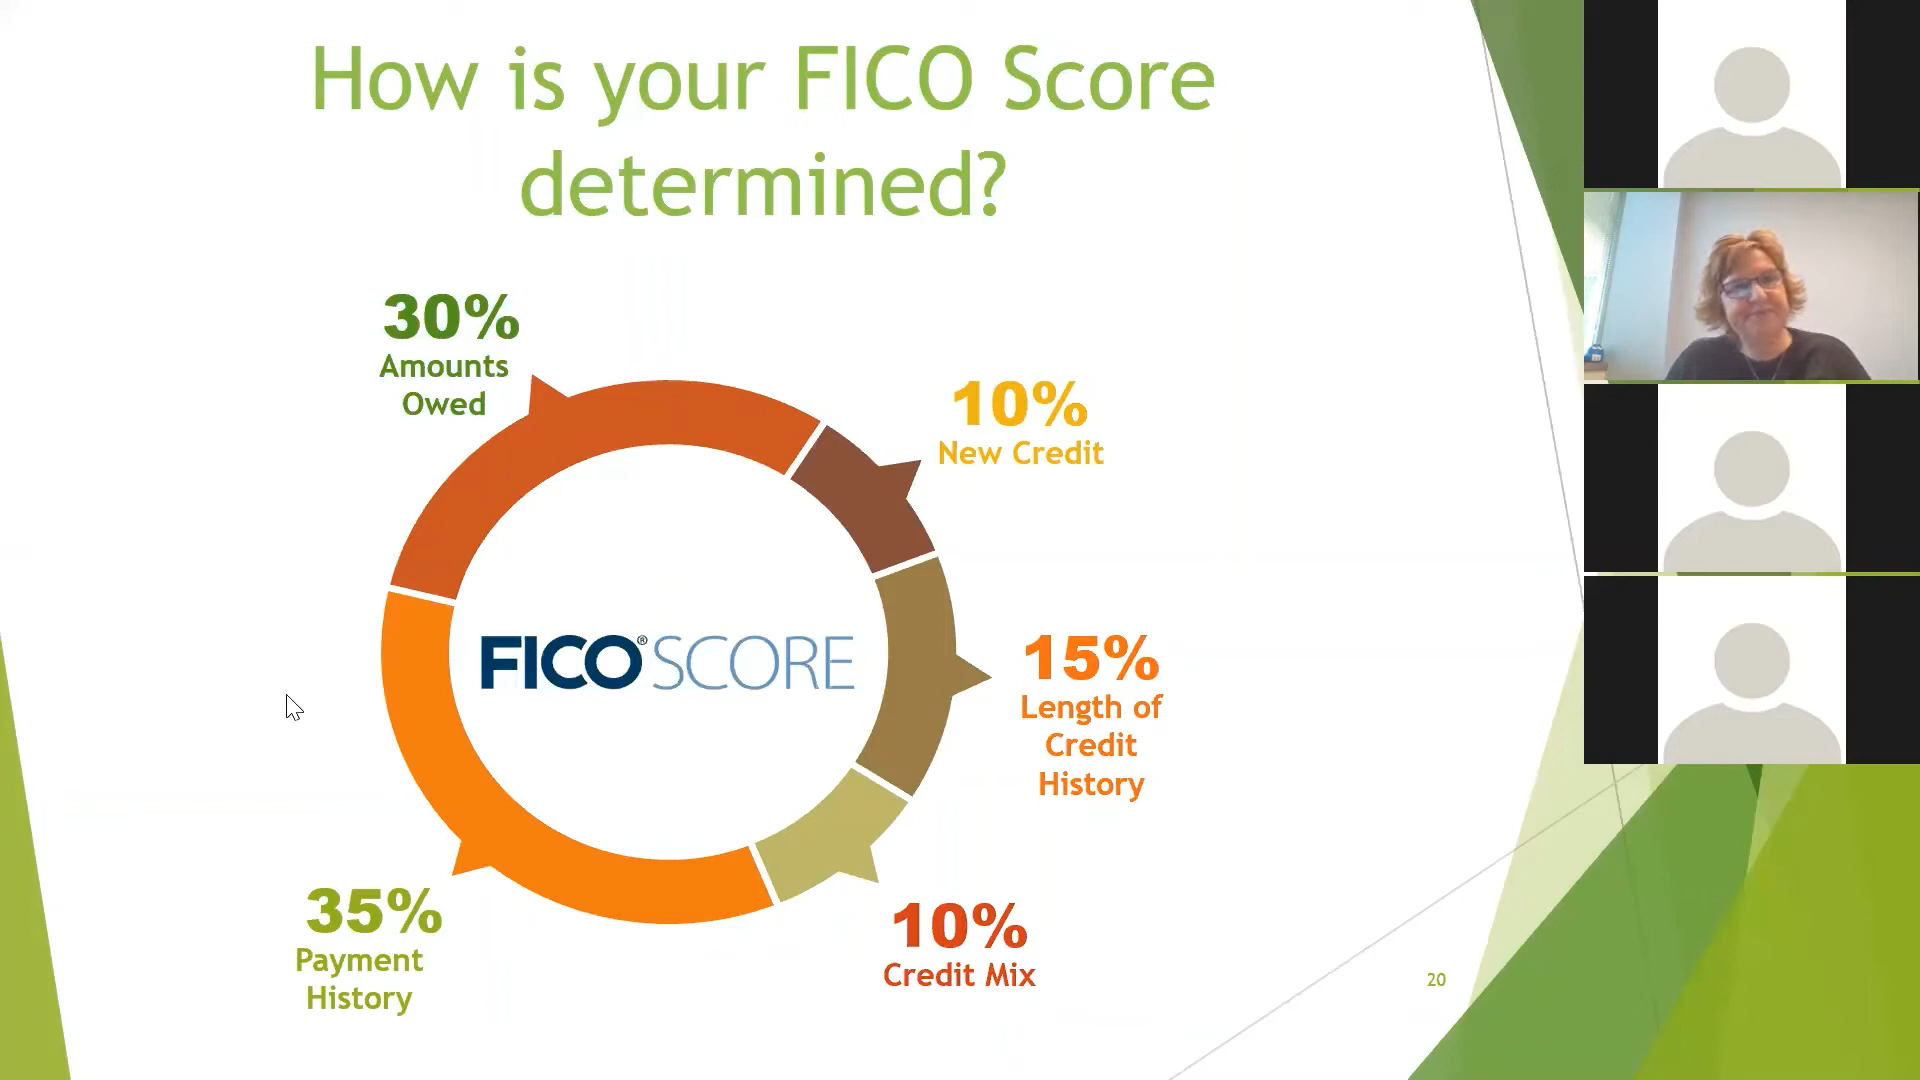 How is your FICO Score
determined?
30%
Amounts
Owed
10%
New Credit
FICO® SCORE
15%
Length of
Credit
History
35%
Payment
History
10%
Credit Mix
20